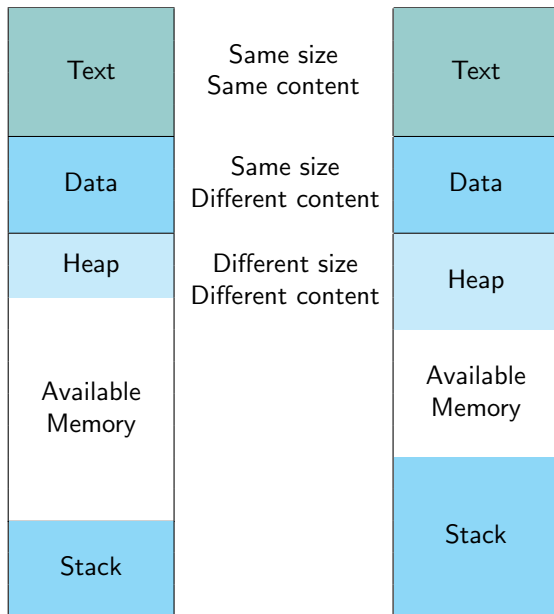 Text
Same size
Same content
Text
Data
Same size
Different content
Data
Heap
Different size
Different content
Heap
Available
Memory
Available
Memory
Stack
Stack